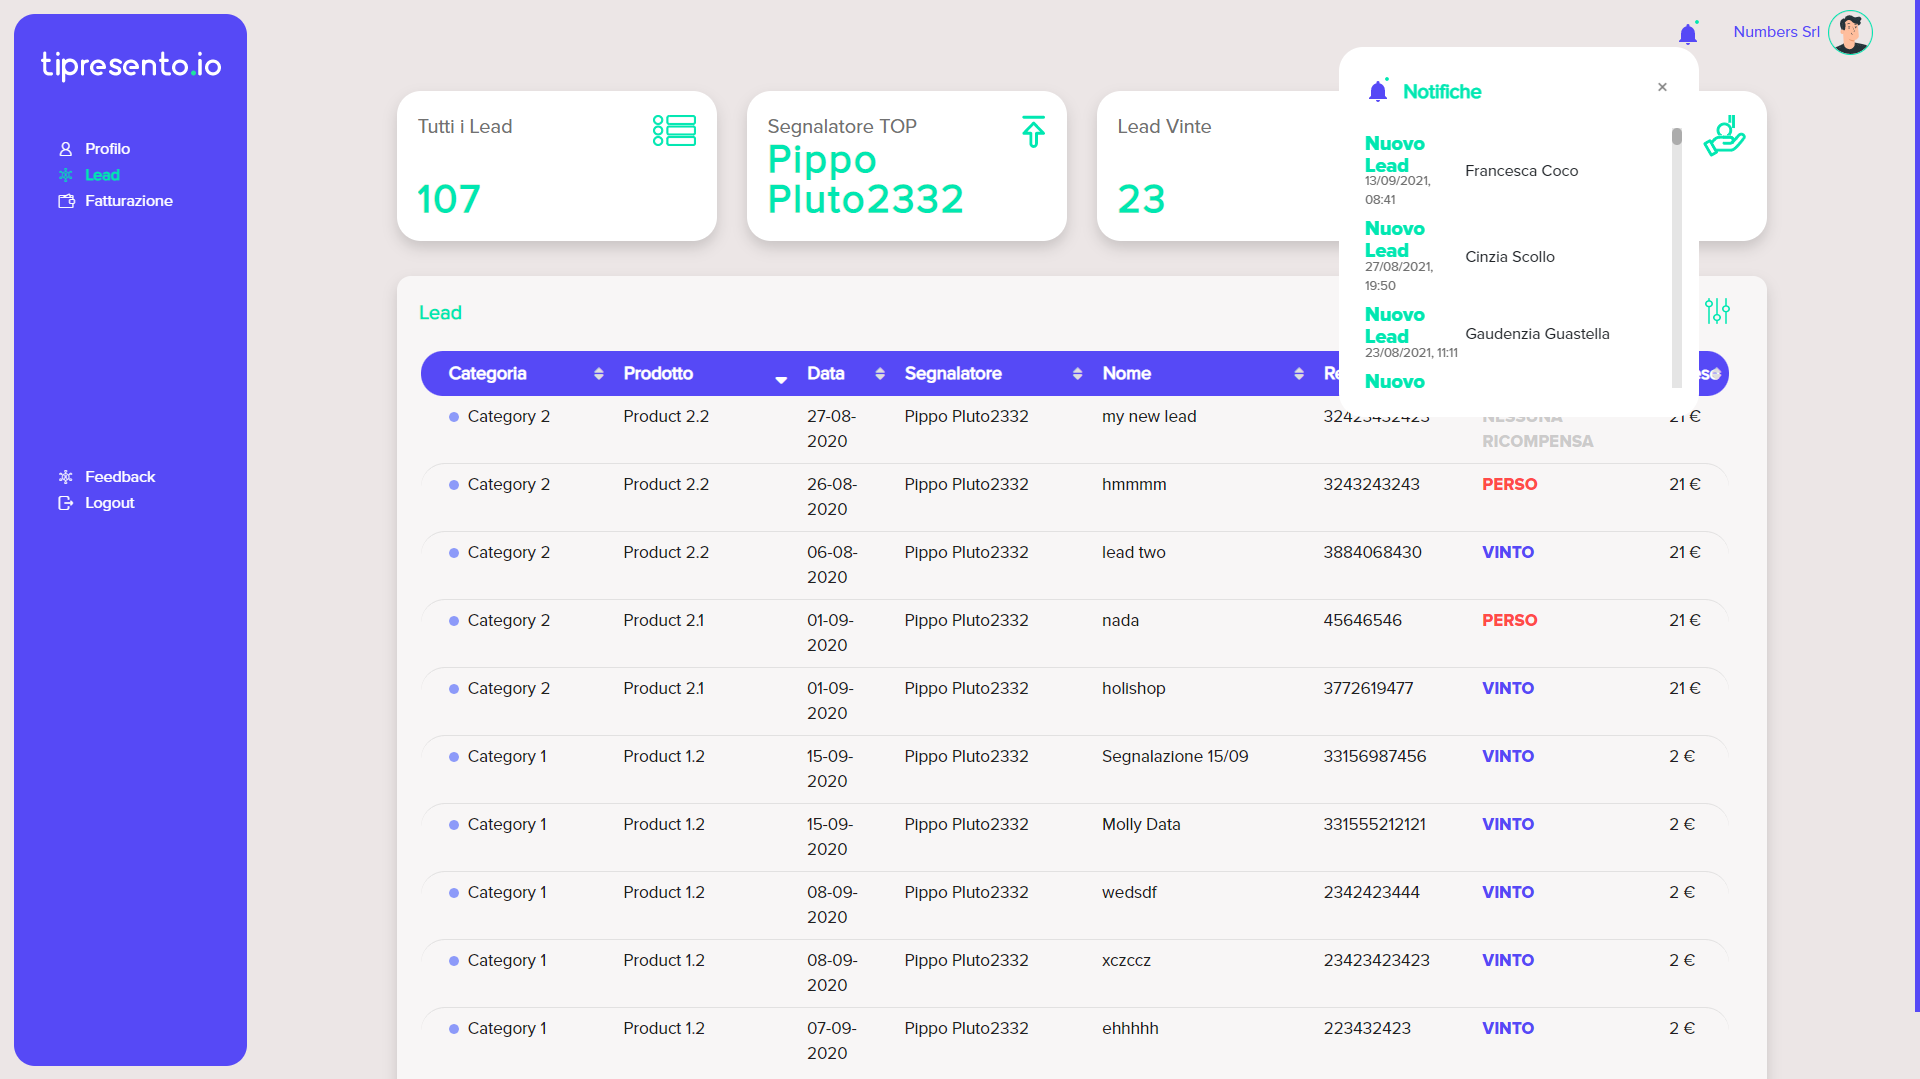 tipresento.io
Numbers Srl
Profilo
Lead
Fatturazione
Feedback
Logout
Tutti i Lead
107
Segnalatore TOP
Pippo
Pluto2332
Lead Vinte
23
Notifiche
×
Nuovo
Lead
13/09/2021,
08:41
Francesca Coco
Nuovo
Lead
27/08/2021,
19:50
Cinzia Scollo
Nuovo
Lead
23/08/2021, 11:11
Gaudenzia Guastella
Nuovo
Lead
Categoria Prodotto Data Segnalatore Nome
Category 2 Product 2.2 27-08- Pippo Pluto2332 my new lead 32423432423 NESSUNA 21 €
2020 RICOMPENSA
Category 2 Product 2.2 26-08- Pippo Pluto2332 hmmmm 3243243243 PERSO 21 €
2020
Category 2 Product 2.2 06-08- Pippo Pluto2332 lead two 3884068430 VINTO 21 €
2020
Category 2 Product 2.1 01-09- Pippo Pluto2332 nada 45646546 PERSO 21 €
2020
Category 2 Product 2.1 01-09- Pippo Pluto2332 holishop 3772619477 VINTO 21 €
2020
Category 1 Product 1.2 15-09- Pippo Pluto2332 Segnalazione 15/09 33156987456 VINTO 2 €
2020
Category 1 Product 1.2 15-09- Pippo Pluto2332 Molly Data 331555212121 VINTO 2 €
2020
Category 1 Product 1.2 08-09- Pippo Pluto2332 wedsdf 2342423444 VINTO 2 €
2020
Category 1 Product 1.2 08-09- Pippo Pluto2332 xczccz 23423423423 VINTO 2 €
2020
Category 1 Product 1.2 07-09- Pippo Pluto2332 ehhhhh 223432423 VINTO 2 €
2020